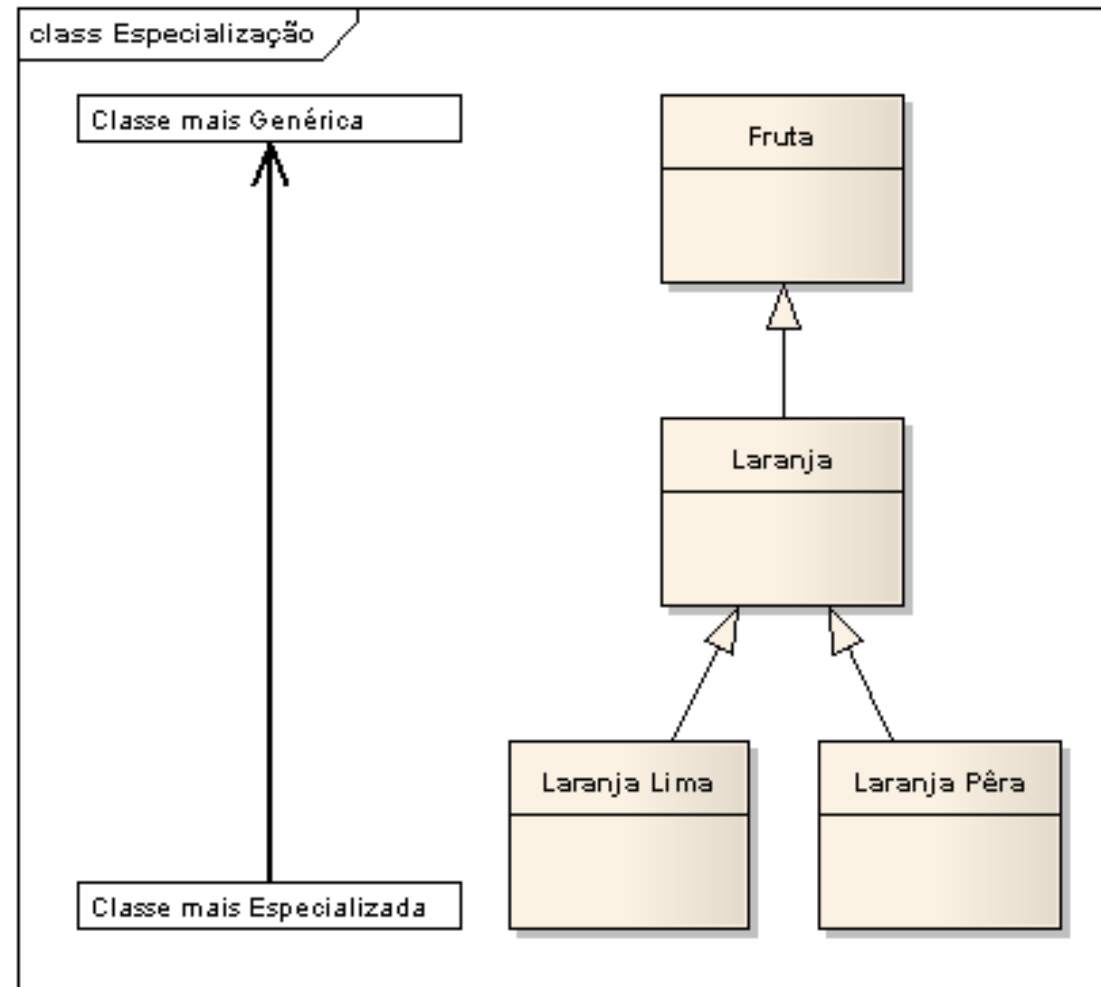 class Especialização
Classe mais Genérica
Fruta
Laranja
Laranja Lima
Laranja Pêra
Classe mais Especializada